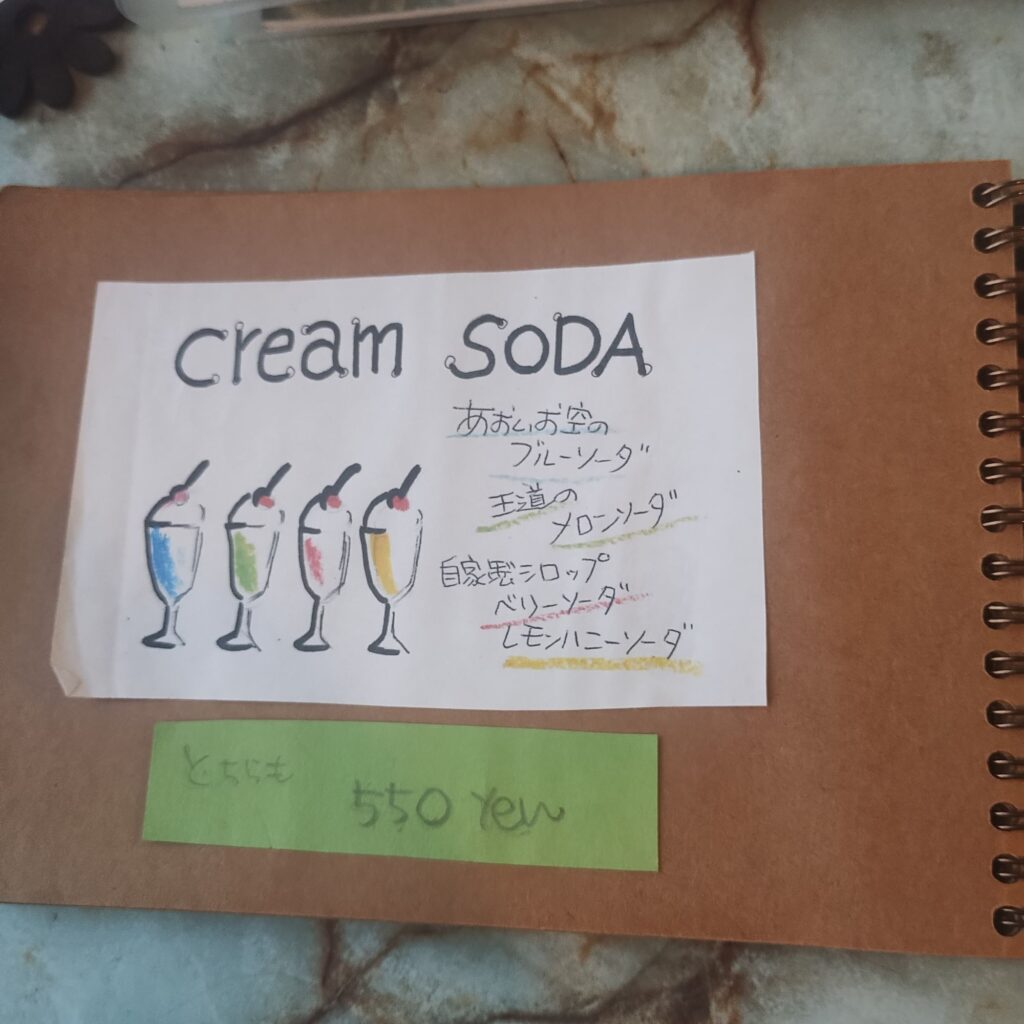 cream SODA
あおいお空の
ブルーソーダ
王道の
メロンソーダ
自家製シロップ
ベリーソーダ
レモンハニーソーダ
どちらも
550 Yen